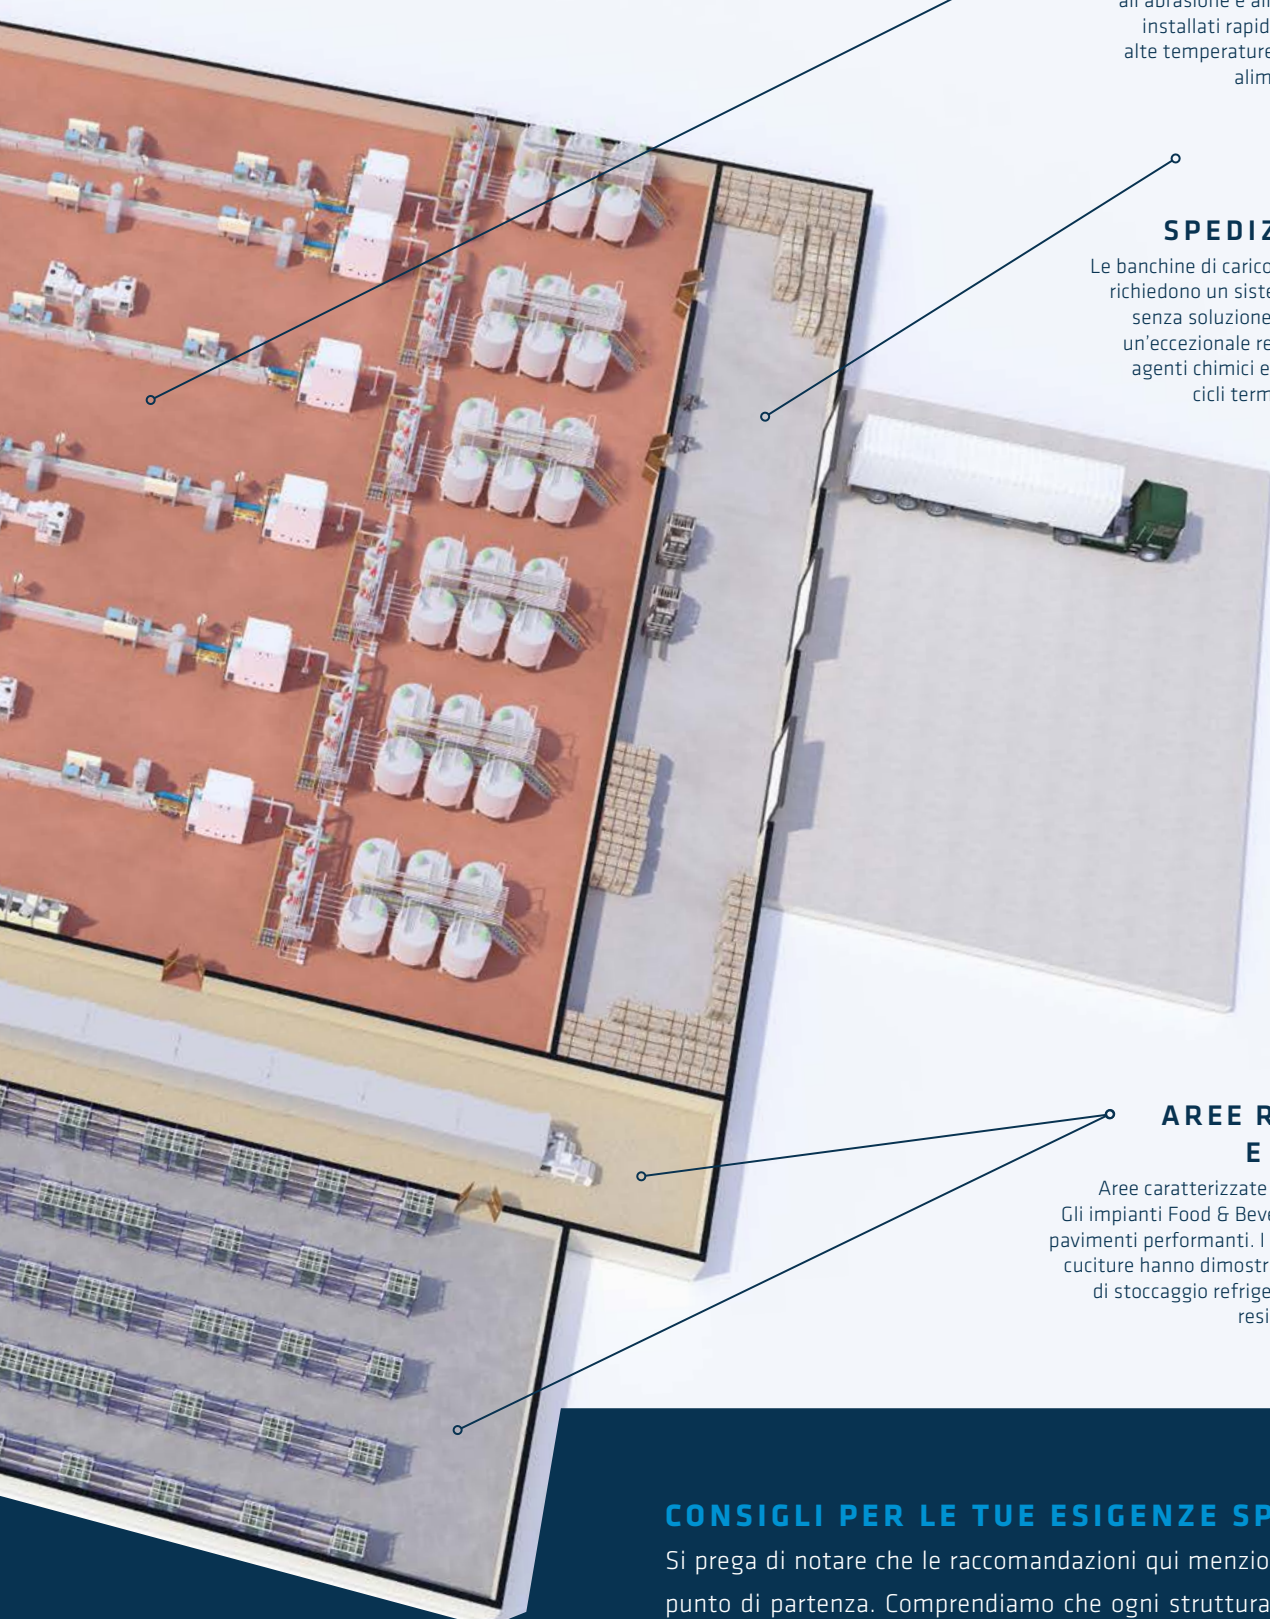 all'abrasione e all
installati rapid
alte temperature
alim
SPEDIZ
Le banchine di carico
richiedono un siste
senza soluzione
un'eccezionale re
agenti chimici e
cicli term
AREE R
E
Aree caratterizzate
Gli impianti Food & Beve
pavimenti performanti. I
cuciture hanno dimostr
di stoccaggio refrige
resi
CONSIGLI PER LE TUE ESIGENZE SP
Si prega di notare che le raccomandazioni qui menzio
punto di partenza. Comprendiamo che ogni struttura